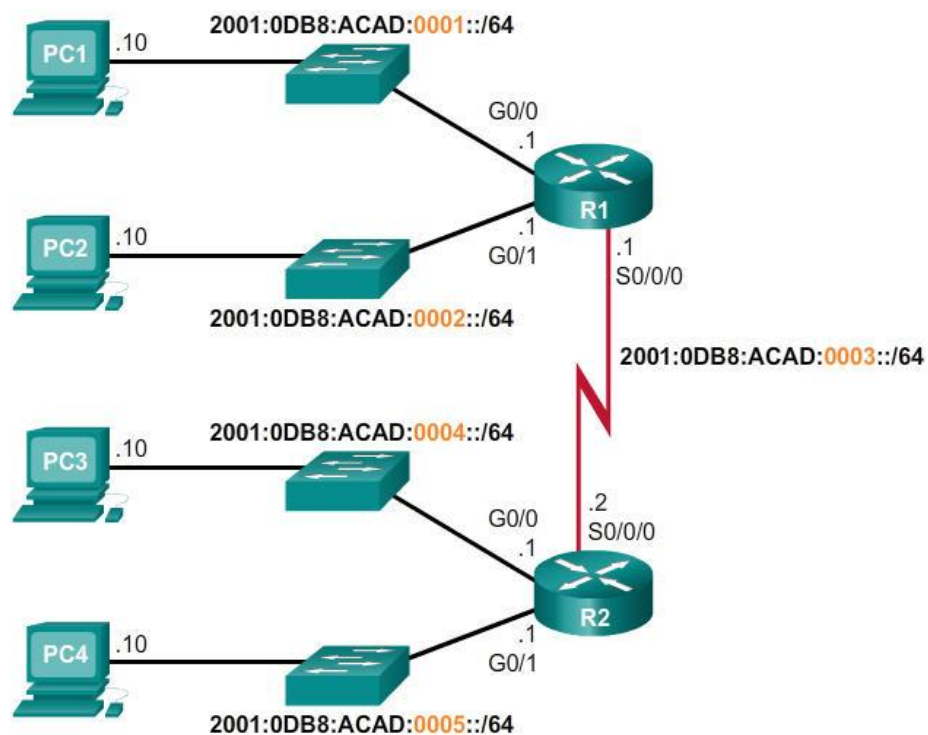 2001:0DB8:ACAD:0001::/64
PC1
.10
G0/0
.1
R1
PC2
.10
.1
G0/1
.1
S0/0/0
2001:0DB8:ACAD:0002::/64
2001:0DB8:ACAD:0003::/64
2001:0DB8:ACAD:0004::/64
PC3
.10
G0/0
.1
.2
S0/0/0
R2
PC4
.10
.1
G0/1
2001:0DB8:ACAD:0005::/64